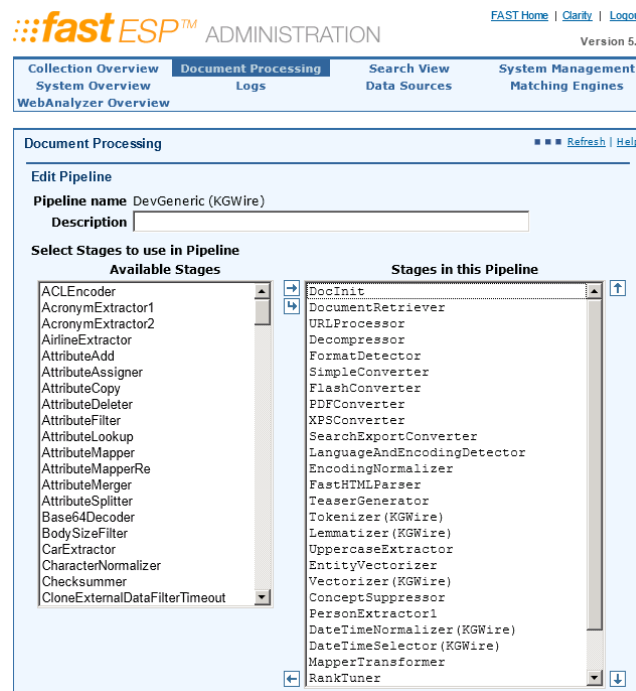 fast ESP™ ADMINISTRATION
FAST Home | Clarity | Logou
Version 5.
Collection Overview Document Processing Search View System Management
System Overview Logs Data Sources Matching Engines
WebAnalyzer Overview
Document Processing Refresh | Help
Edit Pipeline
Pipeline name DevGeneric (KGWire)
Description
Select Stages to use in Pipeline
Available Stages
ACLEncoder
AcronymExtractor1
AcronymExtractor2
AirlineExtractor
AttributeAdd
AttributeAssigner
AttributeCopy
AttributeDeleter
AttributeFilter
AttributeLookup
AttributeMapper
AttributeMapperRe
AttributeMerger
AttributeSplitter
Base64Decoder
BodySizeFilter
CarExtractor
CharacterNormalizer
Checksummer
CloneExternalDataFilterTimeout
Stages in this Pipeline
DocInit
DocumentRetriever
URLProcessor
Decompressor
FormatDetector
SimpleConverter
FlashConverter
PDFConverter
XPSConverter
SearchExportConverter
LanguageAndEncodingDetector
EncodingNormalizer
FastHTMLParser
TeaserGenerator
Tokenizer(KGWire)
Lemmatizer(KGWire)
UppercaseExtractor
EntityVectorizer
Vectorizer(KGWire)
ConceptSuppressor
PersonExtractor1
DateTimeNormalizer(KGWire)
DateTimeSelector(KGWire)
MapperTransformer
RankTuner